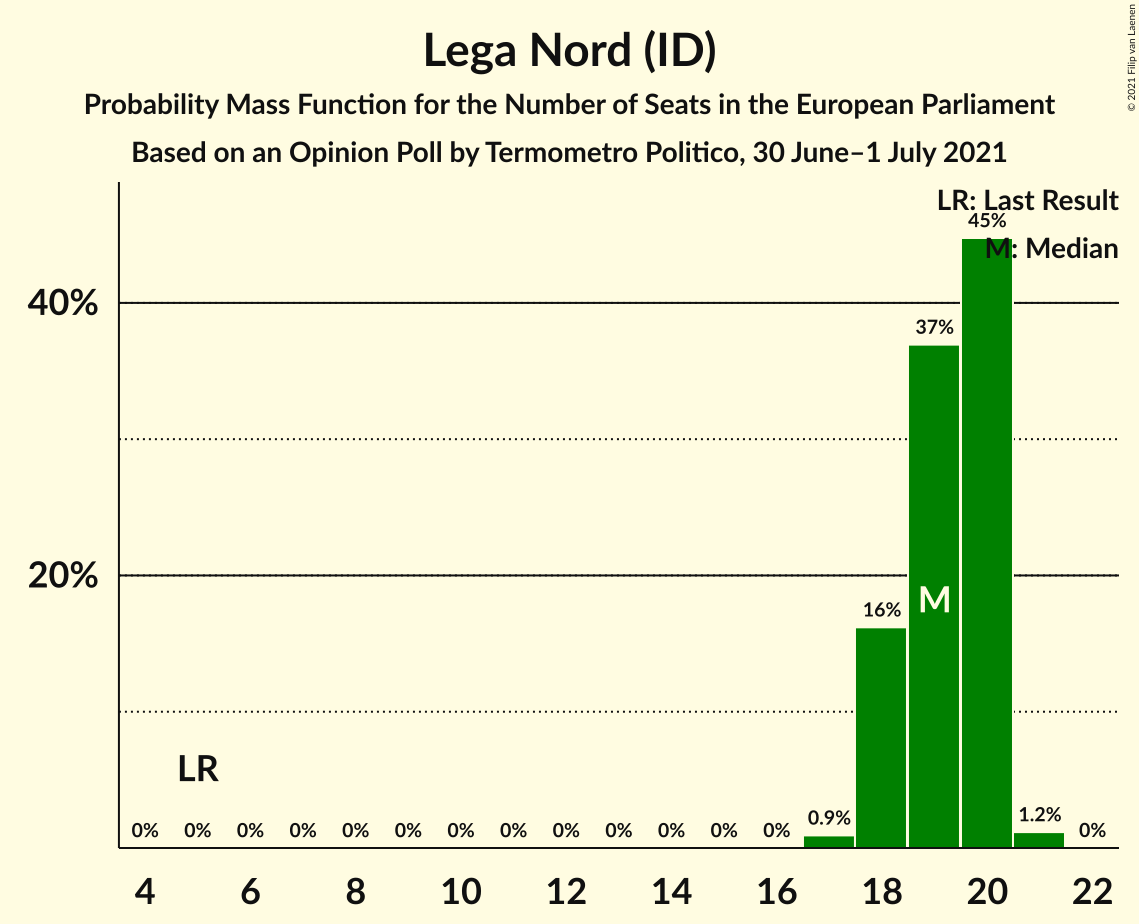 Lega Nord (ID)
Probability Mass Function for the Number of Seats in the European Parliament
Based on an Opinion Poll by Termometro Politico, 30 June–1 July 2021
© 2021 Filip van Laenen
LR: Last Result
M: Median
45%
40%
37%
20%
16%
M
LR
0% 0% 0% 0% 0% 0% 0% 0% 0% 0% 0% 0% 0% 0.9% 1.2% 0%
4 6 8 10 12 14 16 18 20 22